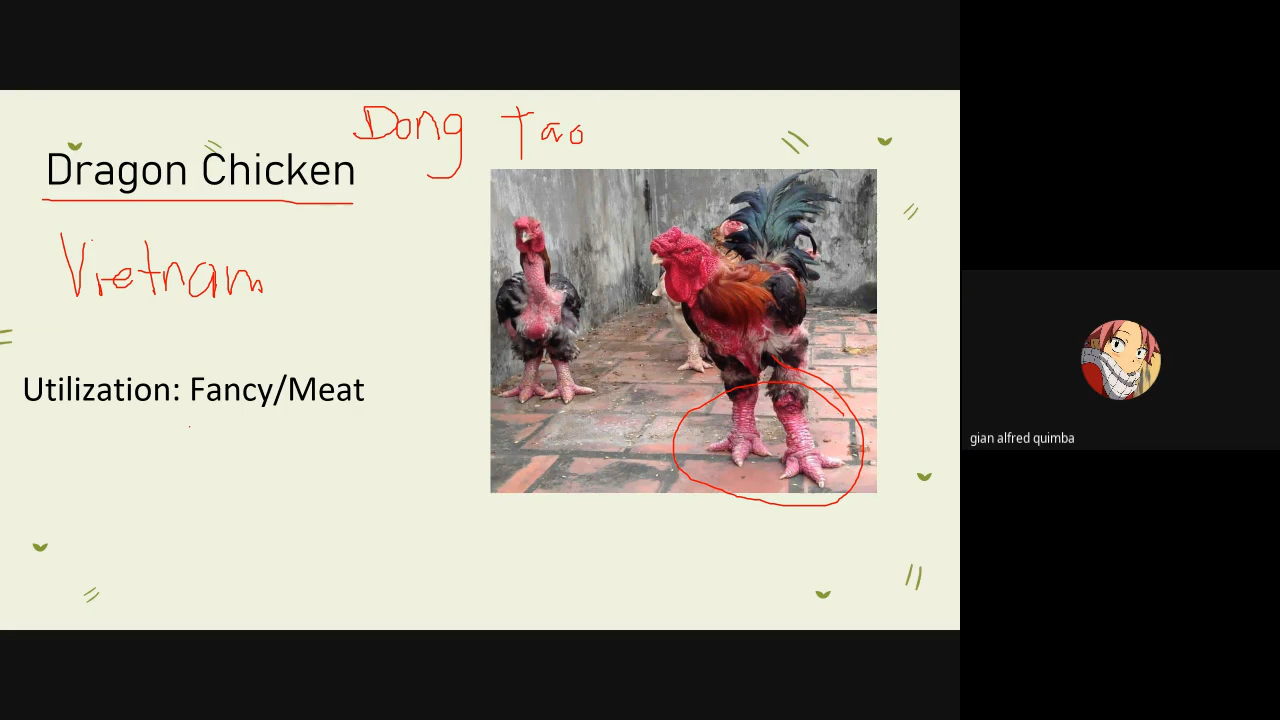 Dong Tao
Dragon Chicken
Vietnam
Utilization: Fancy/Meat
gian alfred quimba